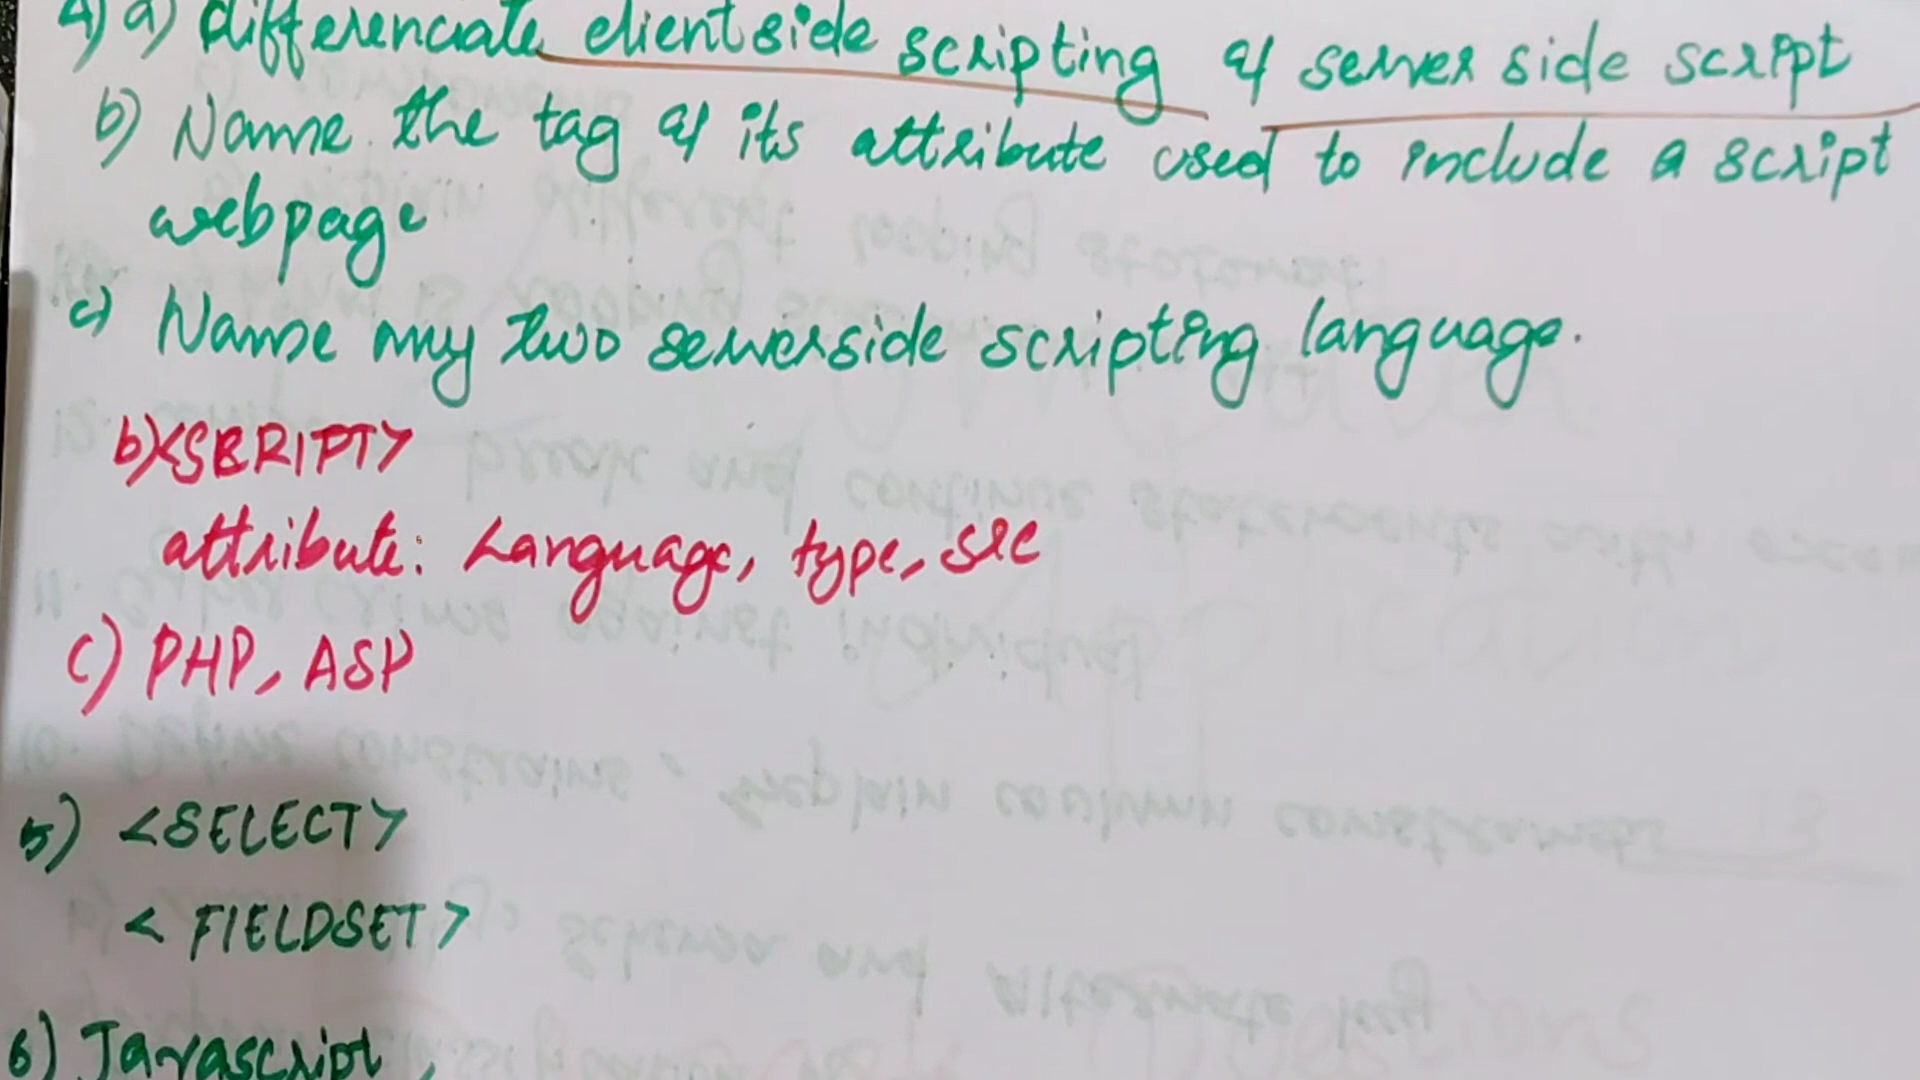 4) a) differenciate clientside scripting & server side script
b) Name the tag & its attribute used to include a script
webpage
c) Name any two serverside scripting language.
b) <SCRIPT>
attribute: Language, type, src
c) PHP, ASP
5) <SELECT>
< FIELDSET>
6) Javascript,